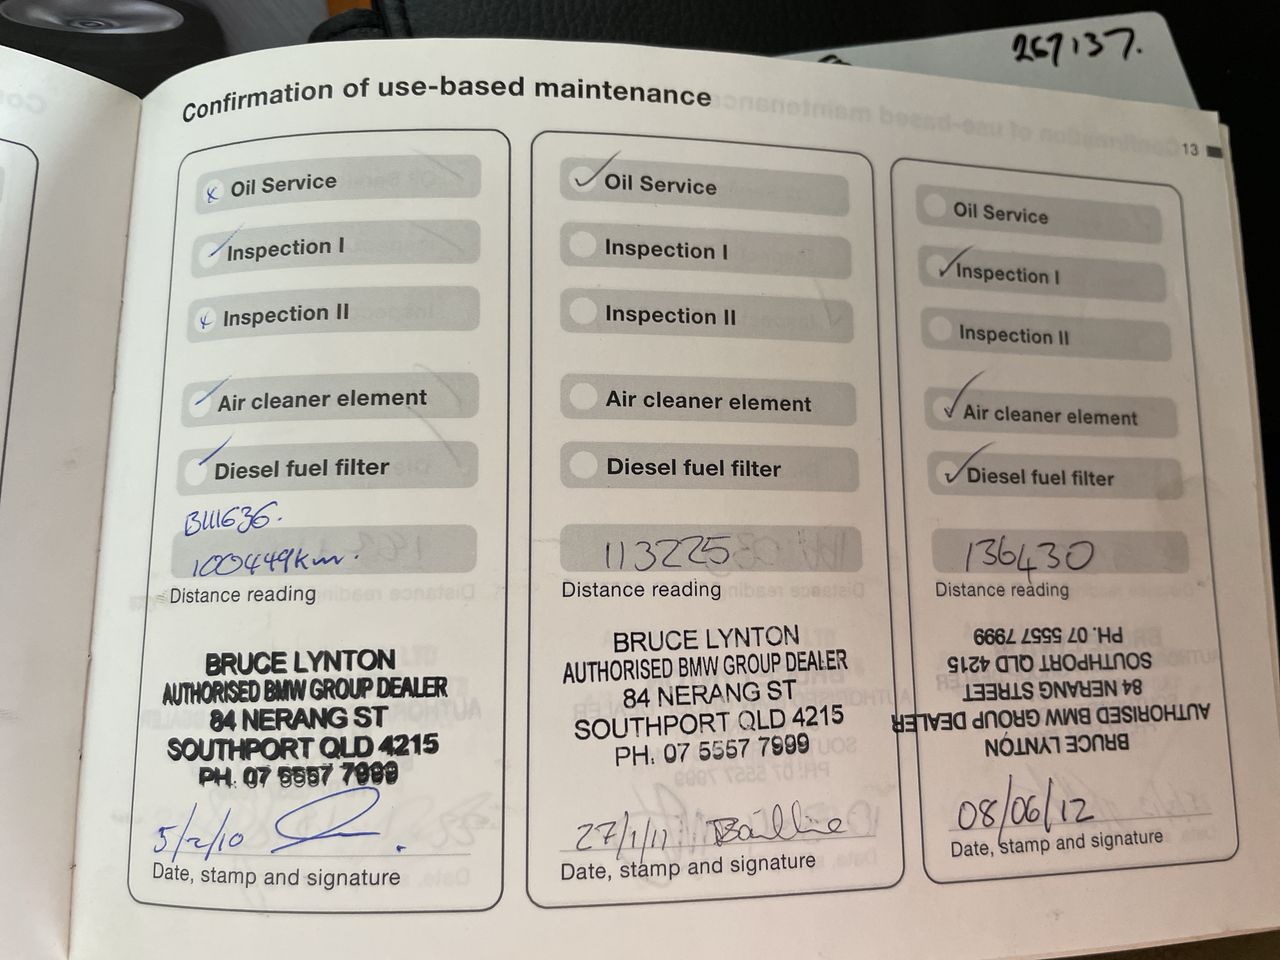 267137.
Confirmation of use-based maintenance
13
Oil Service
Inspection I
Inspection II
Air cleaner element
Diesel fuel filter
B111636.
100449km.
Distance reading
BRUCE LYNTON
AUTHORISED BMW GROUP DEALER
84 NERANG ST
SOUTHPORT QLD 4215
PH. 07 5557 7999
5/2/10
Date, stamp and signature
Oil Service
Inspection I
Inspection II
Air cleaner element
Diesel fuel filter
113225
Distance reading
BRUCE LYNTON
AUTHORISED BMW GROUP DEALER
84 NERANG ST
SOUTHPORT QLD 4215
PH. 07 5557 7999
27/1/11 Baillie
Date, stamp and signature
Oil Service
Inspection I
Inspection II
Air cleaner element
Diesel fuel filter
136430
Distance reading
BRUCE LYNTON
AUTHORISED BMW GROUP DEALER
84 NERANG STREET
SOUTHPORT QLD 4215
PH. 07 5557 7999
08/06/12
Date, stamp and signature